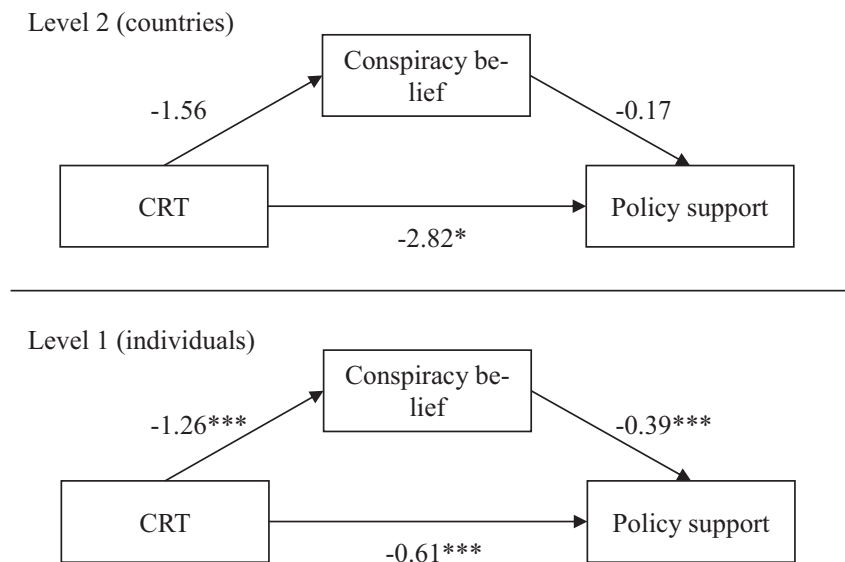 Level 2 (countries)
Conspiracy be-
lief
-1.56
-0.17
CRT
Policy support
-2.82*
Level 1 (individuals)
Conspiracy be-
lief
-1.26***
-0.39***
CRT
Policy support
-0.61***